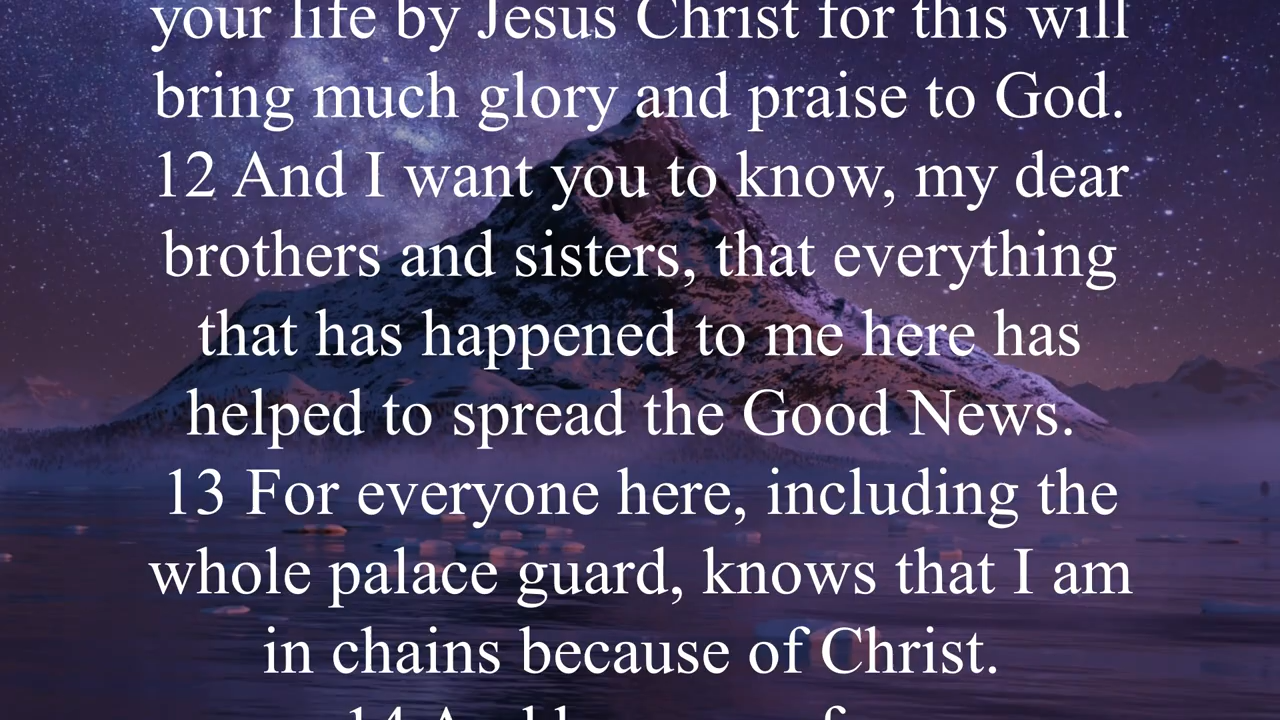 your life by Jesus Christ for this will
bring much glory and praise to God.
12 And I want you to know, my dear
brothers and sisters, that everything
that has happened to me here has
helped to spread the Good News.
13 For everyone here, including the
whole palace guard, knows that I am
in chains because of Christ.
14 And